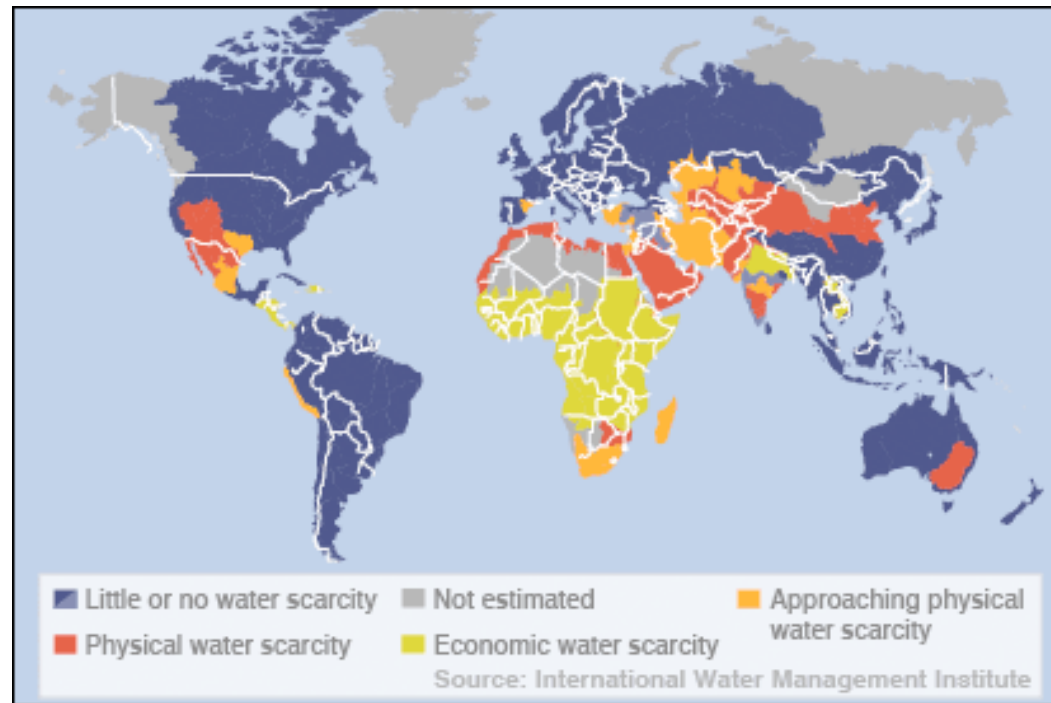 Little or no water scarcity
Not estimated
Approaching physical
water scarcity
Physical water scarcity
Economic water scarcity
Source: International Water Management Institute